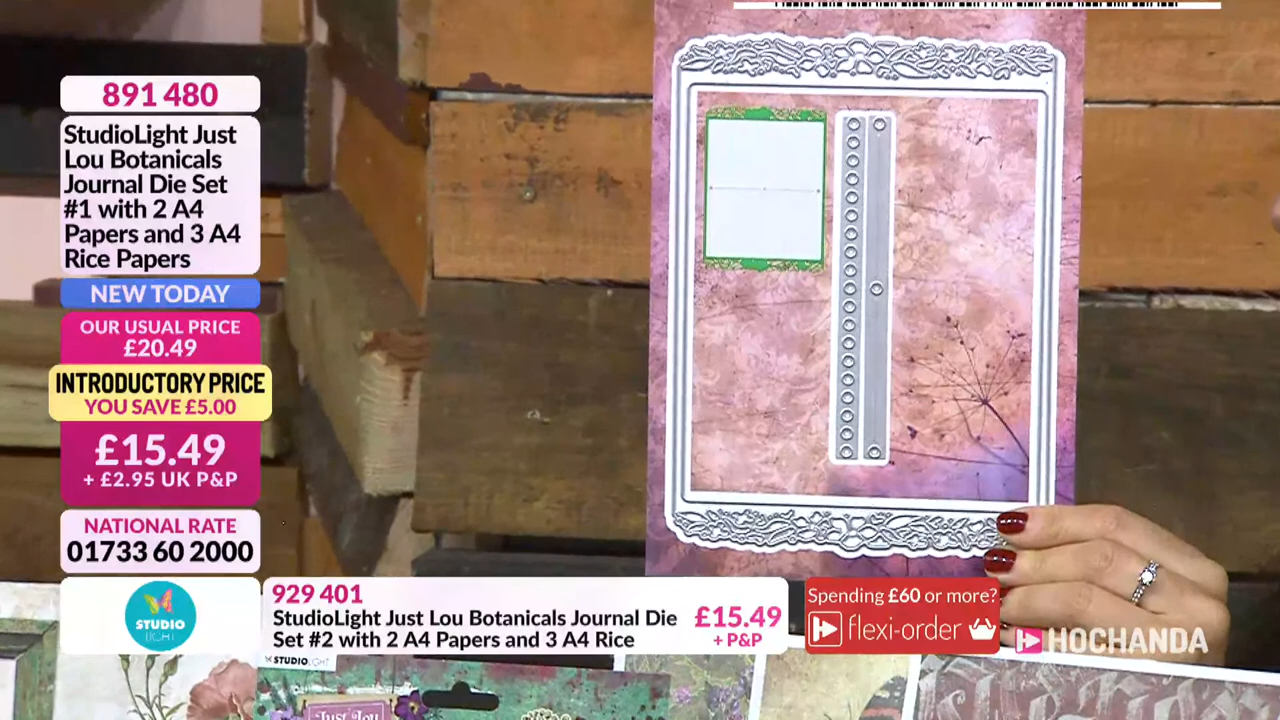 891 480
StudioLight Just
Lou Botanicals
Journal Die Set
#1 with 2 A4
Papers and 3 A4
Rice Papers
NEW TODAY
OUR USUAL PRICE
£20.49
INTRODUCTORY PRICE
YOU SAVE £5.00
£15.49
+ £2.95 UK P&P
NATIONAL RATE
01733 60 2000
STUDIO
LIGHT
929 401
StudioLight Just Lou Botanicals Journal Die
Set #2 with 2 A4 Papers and 3 A4 Rice
£15.49
+ P&P
Spending £60 or more?
flexi-order
HOCHANDA
STUDIOLIGHT
Just Lou